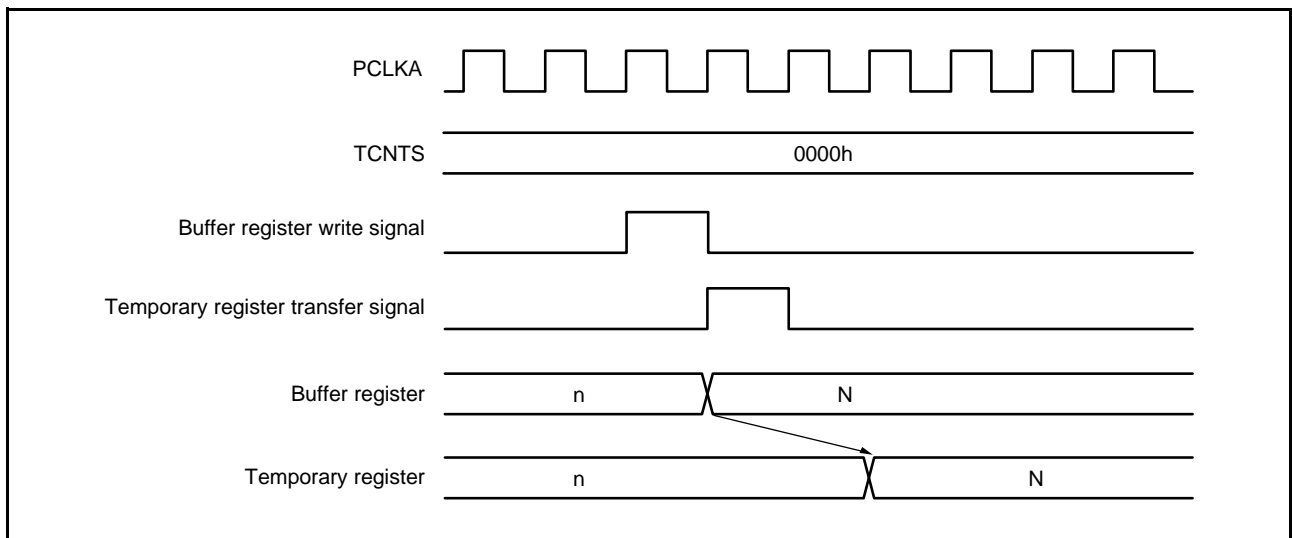 PCLKA
TCNTS
0000h
Buffer register write signal
Temporary register transfer signal
Buffer register
n
N
Temporary register
n
N